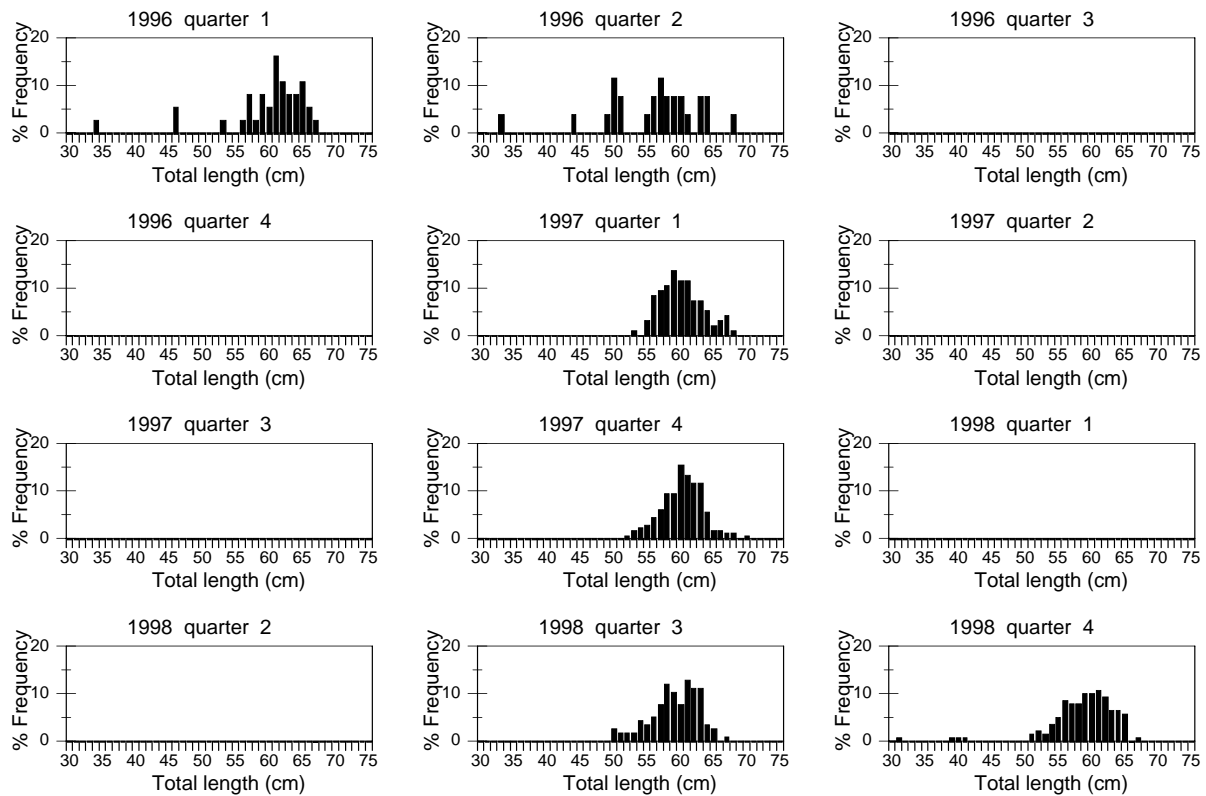 1996 quarter 1
% Frequency
20
10
0
30 35 40 45 50 55 60 65 70 75
Total length (cm)
1996 quarter 2
% Frequency
20
10
0
30 35 40 45 50 55 60 65 70 75
Total length (cm)
1996 quarter 3
% Frequency
20
10
0
30 35 40 45 50 55 60 65 70 75
Total length (cm)
1996 quarter 4
% Frequency
20
10
0
30 35 40 45 50 55 60 65 70 75
Total length (cm)
1997 quarter 1
% Frequency
20
10
0
30 35 40 45 50 55 60 65 70 75
Total length (cm)
1997 quarter 2
% Frequency
20
10
0
30 35 40 45 50 55 60 65 70 75
Total length (cm)
1997 quarter 3
% Frequency
20
10
0
30 35 40 45 50 55 60 65 70 75
Total length (cm)
1997 quarter 4
% Frequency
20
10
0
30 35 40 45 50 55 60 65 70 75
Total length (cm)
1998 quarter 1
% Frequency
20
10
0
30 35 40 45 50 55 60 65 70 75
Total length (cm)
1998 quarter 2
% Frequency
20
10
0
30 35 40 45 50 55 60 65 70 75
Total length (cm)
1998 quarter 3
% Frequency
20
10
0
30 35 40 45 50 55 60 65 70 75
Total length (cm)
1998 quarter 4
% Frequency
20
10
0
30 35 40 45 50 55 60 65 70 75
Total length (cm)